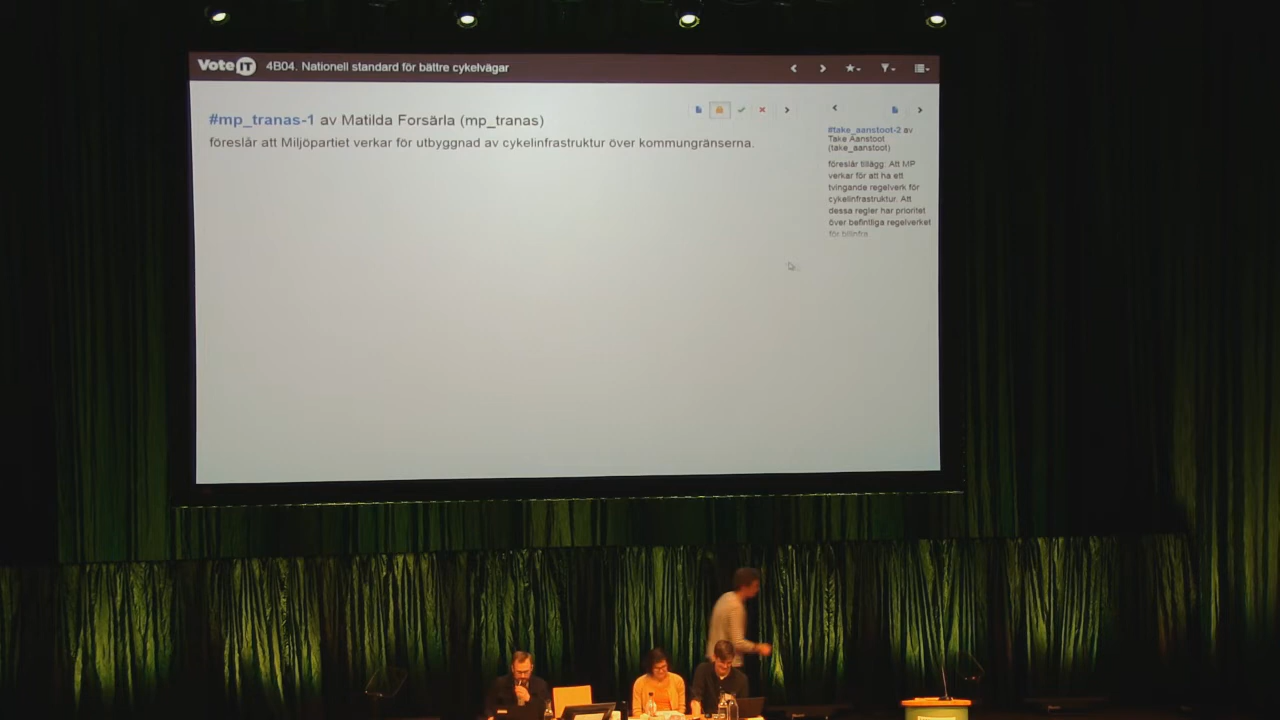 VoteIT 4B04. Nationell standard för bättre cykelvägar
#mp_tranas-1 av Matilda Forsärla (mp_tranas)
föreslår att Miljöpartiet verkar för utbyggnad av cykelinfrastruktur över kommungränserna.
#take_aanstoot-2 av
Take Aanstoot
(take_aanstoot)
föreslår tillägg: Att MP
verkar för att ha ett
tvingande regelverk för
cykelinfrastruktur. Att
dessa regler har prioritet
över befintliga regelverket
för bilinfra